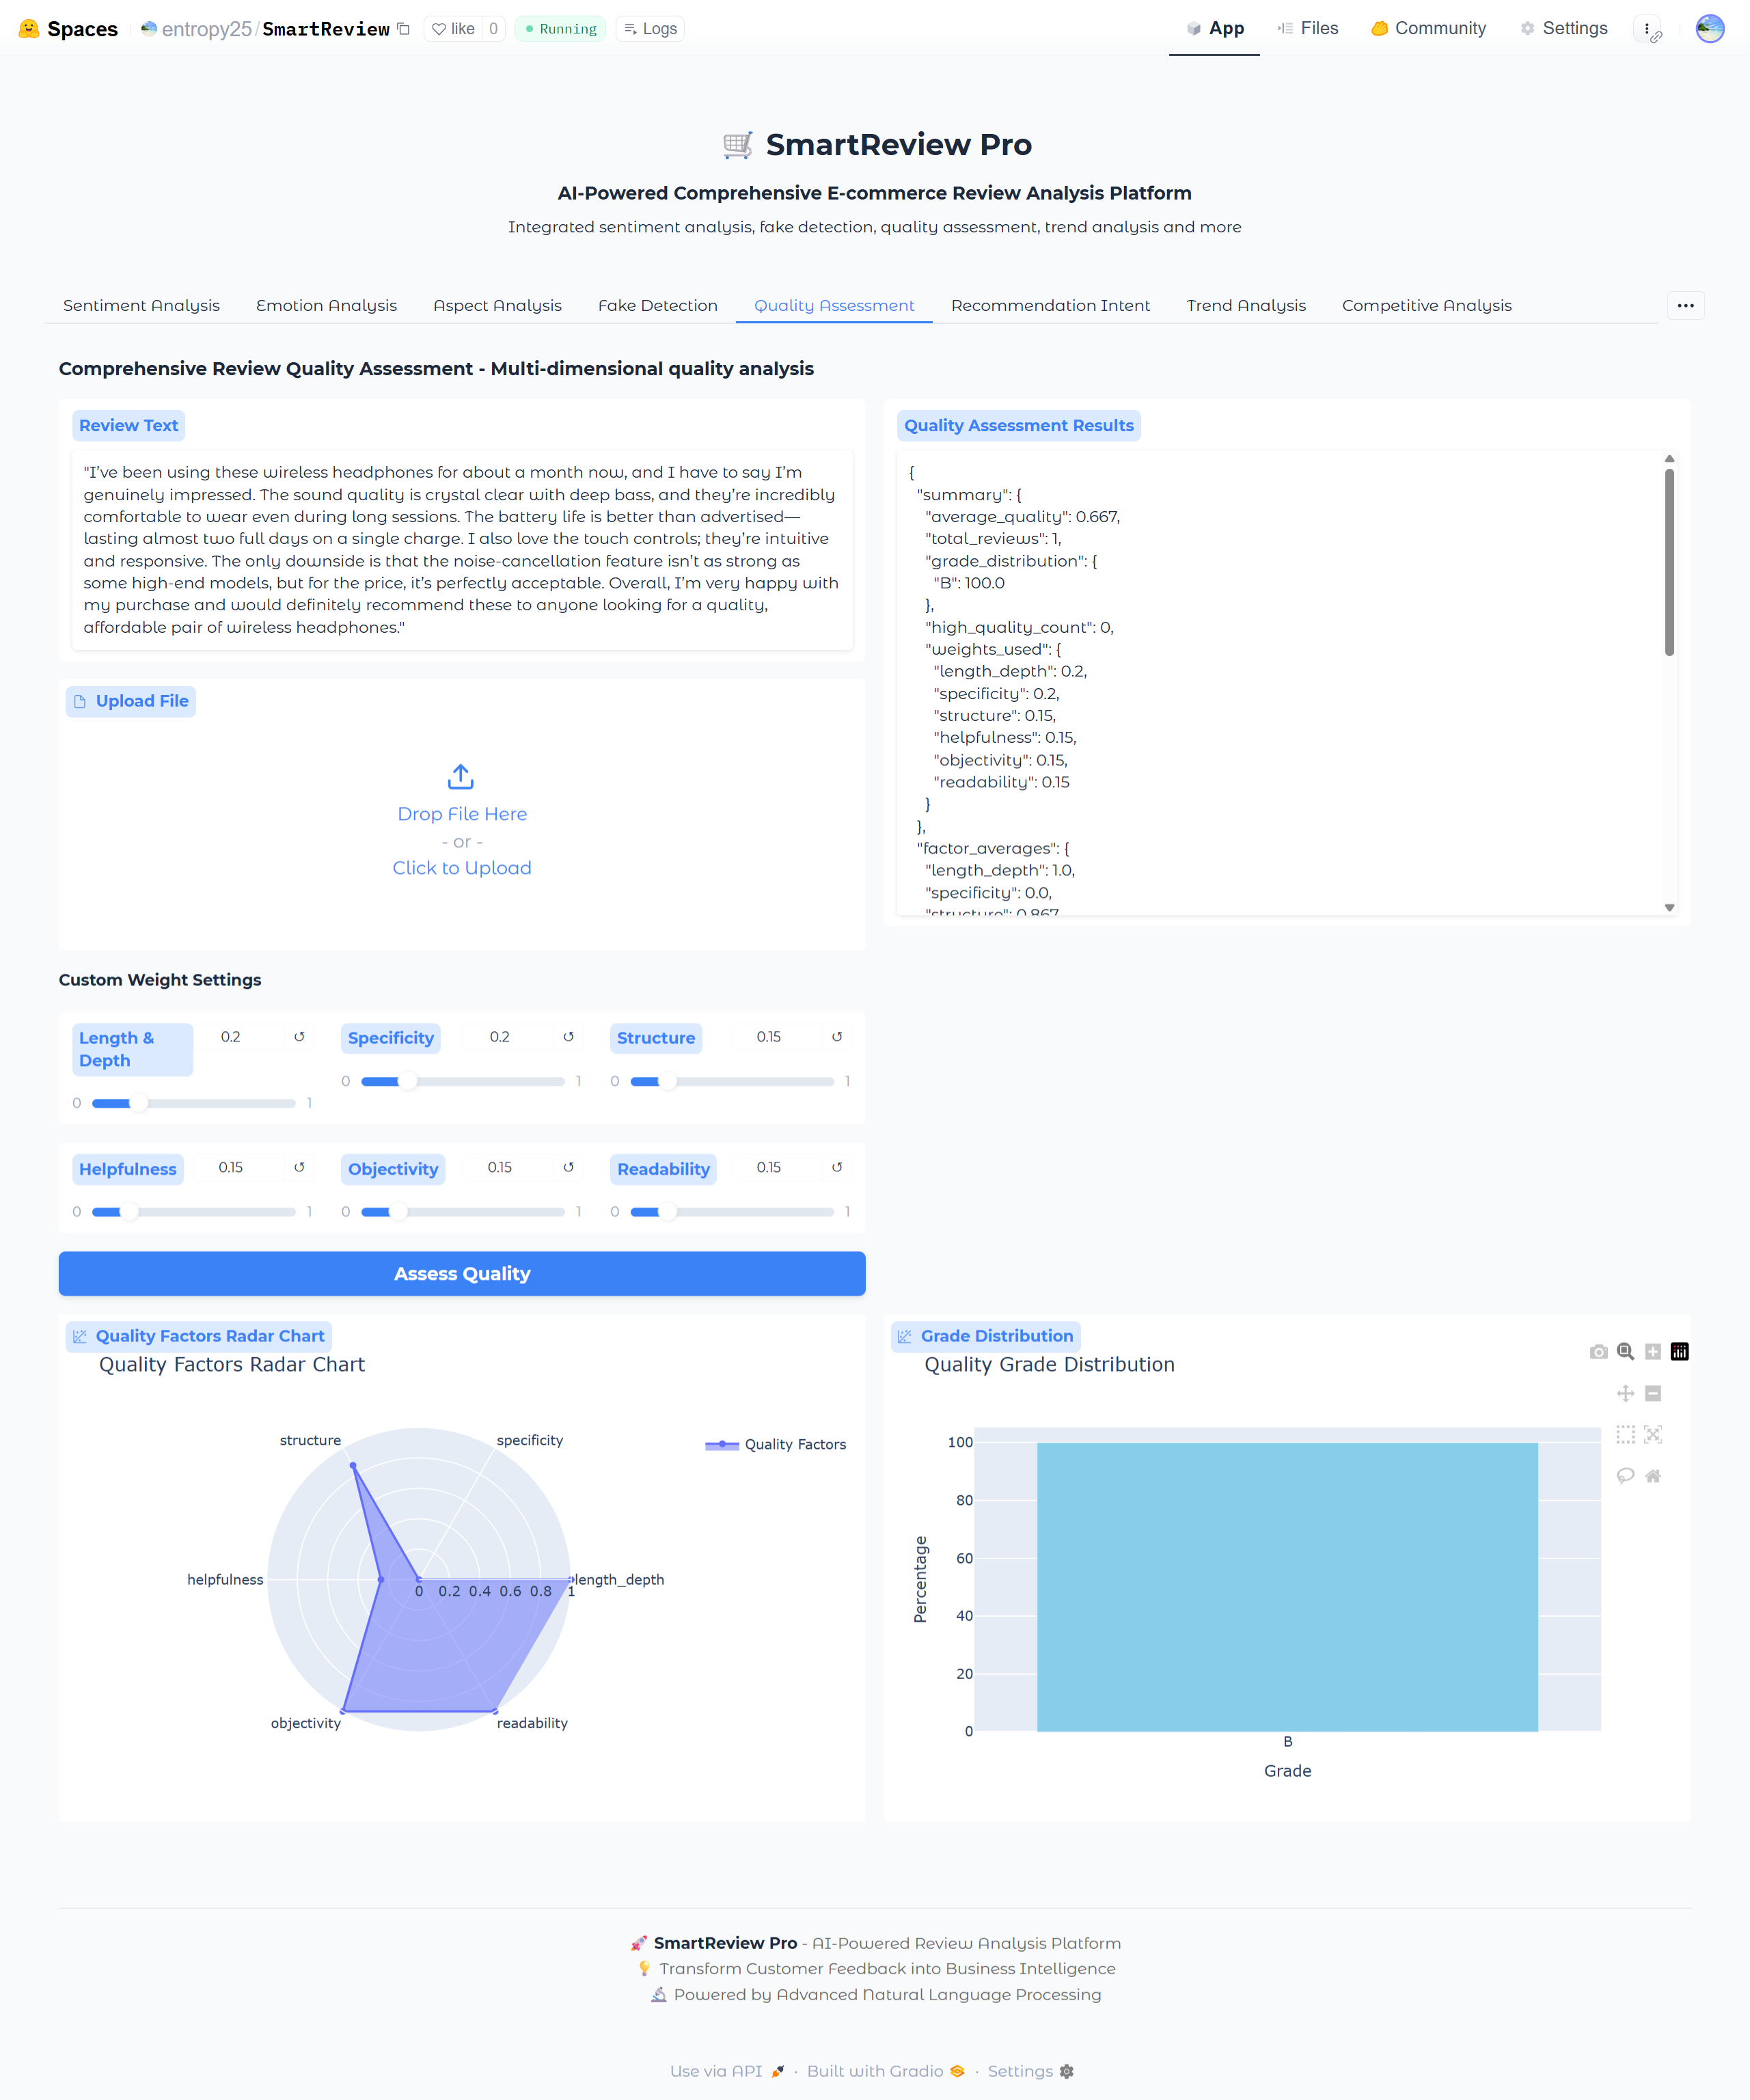 Spaces
entropy25/SmartReview
like 0
Running
Logs
App
Files
Community
Settings
SmartReview Pro
AI-Powered Comprehensive E-commerce Review Analysis Platform
Integrated sentiment analysis, fake detection, quality assessment, trend analysis and more
Sentiment Analysis
Emotion Analysis
Aspect Analysis
Fake Detection
Quality Assessment
Recommendation Intent
Trend Analysis
Competitive Analysis
Comprehensive Review Quality Assessment - Multi-dimensional quality analysis
Review Text
"I’ve been using these wireless headphones for about a month now, and I have to say I’m
genuinely impressed. The sound quality is crystal clear with deep bass, and they’re incredibly
comfortable to wear even during long sessions. The battery life is better than advertised—
lasting almost two full days on a single charge. I also love the touch controls; they’re intuitive
and responsive. The only downside is that the noise-cancellation feature isn’t as strong as
some high-end models, but for the price, it’s perfectly acceptable. Overall, I’m very happy with
my purchase and would definitely recommend these to anyone looking for a quality,
affordable pair of wireless headphones."
Quality Assessment Results
{
"summary": {
"average_quality": 0.667,
"total_reviews": 1,
"grade_distribution": {
"B": 100.0
},
"high_quality_count": 0,
"weights_used": {
"length_depth": 0.2,
"specificity": 0.2,
"structure": 0.15,
"helpfulness": 0.15,
"objectivity": 0.15,
"readability": 0.15
}
},
"factor_averages": {
"length_depth": 1.0,
"specificity": 0.0,
"structure": 0.867
Upload File
Drop File Here
- or -
Click to Upload
Custom Weight Settings
Length &
Depth
0.2
0 1
Specificity
0.2
0 1
Structure
0.15
0 1
Helpfulness
0.15
0 1
Objectivity
0.15
0 1
Readability
0.15
0 1
Assess Quality
Quality Factors Radar Chart
Quality Factors Radar Chart
structure
specificity
Quality Factors
helpfulness
length_depth
0 0.2 0.4 0.6 0.8 1
objectivity
readability
Grade Distribution
Quality Grade Distribution
100
80
60
40
20
0
Percentage
B
Grade
SmartReview Pro - AI-Powered Review Analysis Platform
Transform Customer Feedback into Business Intelligence
Powered by Advanced Natural Language Processing
Use via API · Built with Gradio · Settings